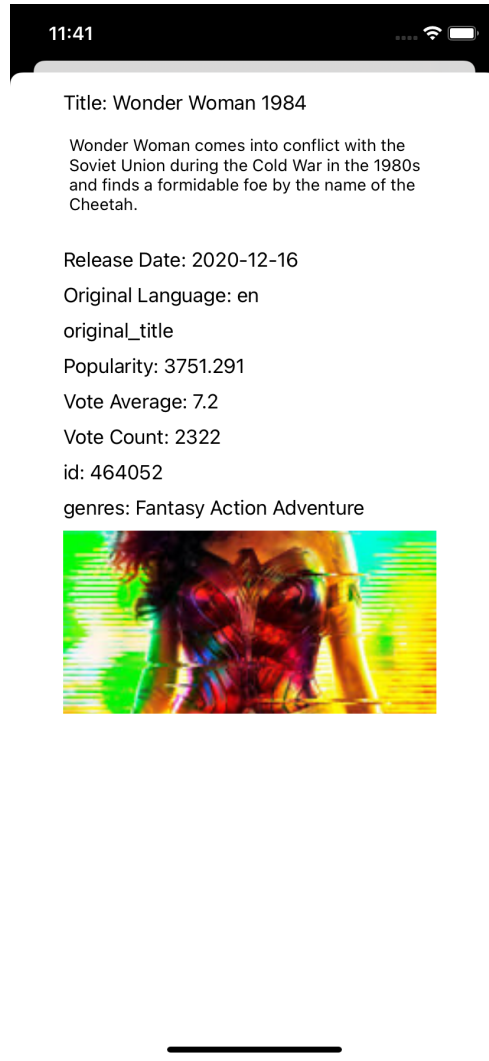 11:41
Title: Wonder Woman 1984
Wonder Woman comes into conflict with the
Soviet Union during the Cold War in the 1980s
and finds a formidable foe by the name of the
Cheetah.
Release Date: 2020-12-16
Original Language: en
original_title
Popularity: 3751.291
Vote Average: 7.2
Vote Count: 2322
id: 464052
genres: Fantasy Action Adventure